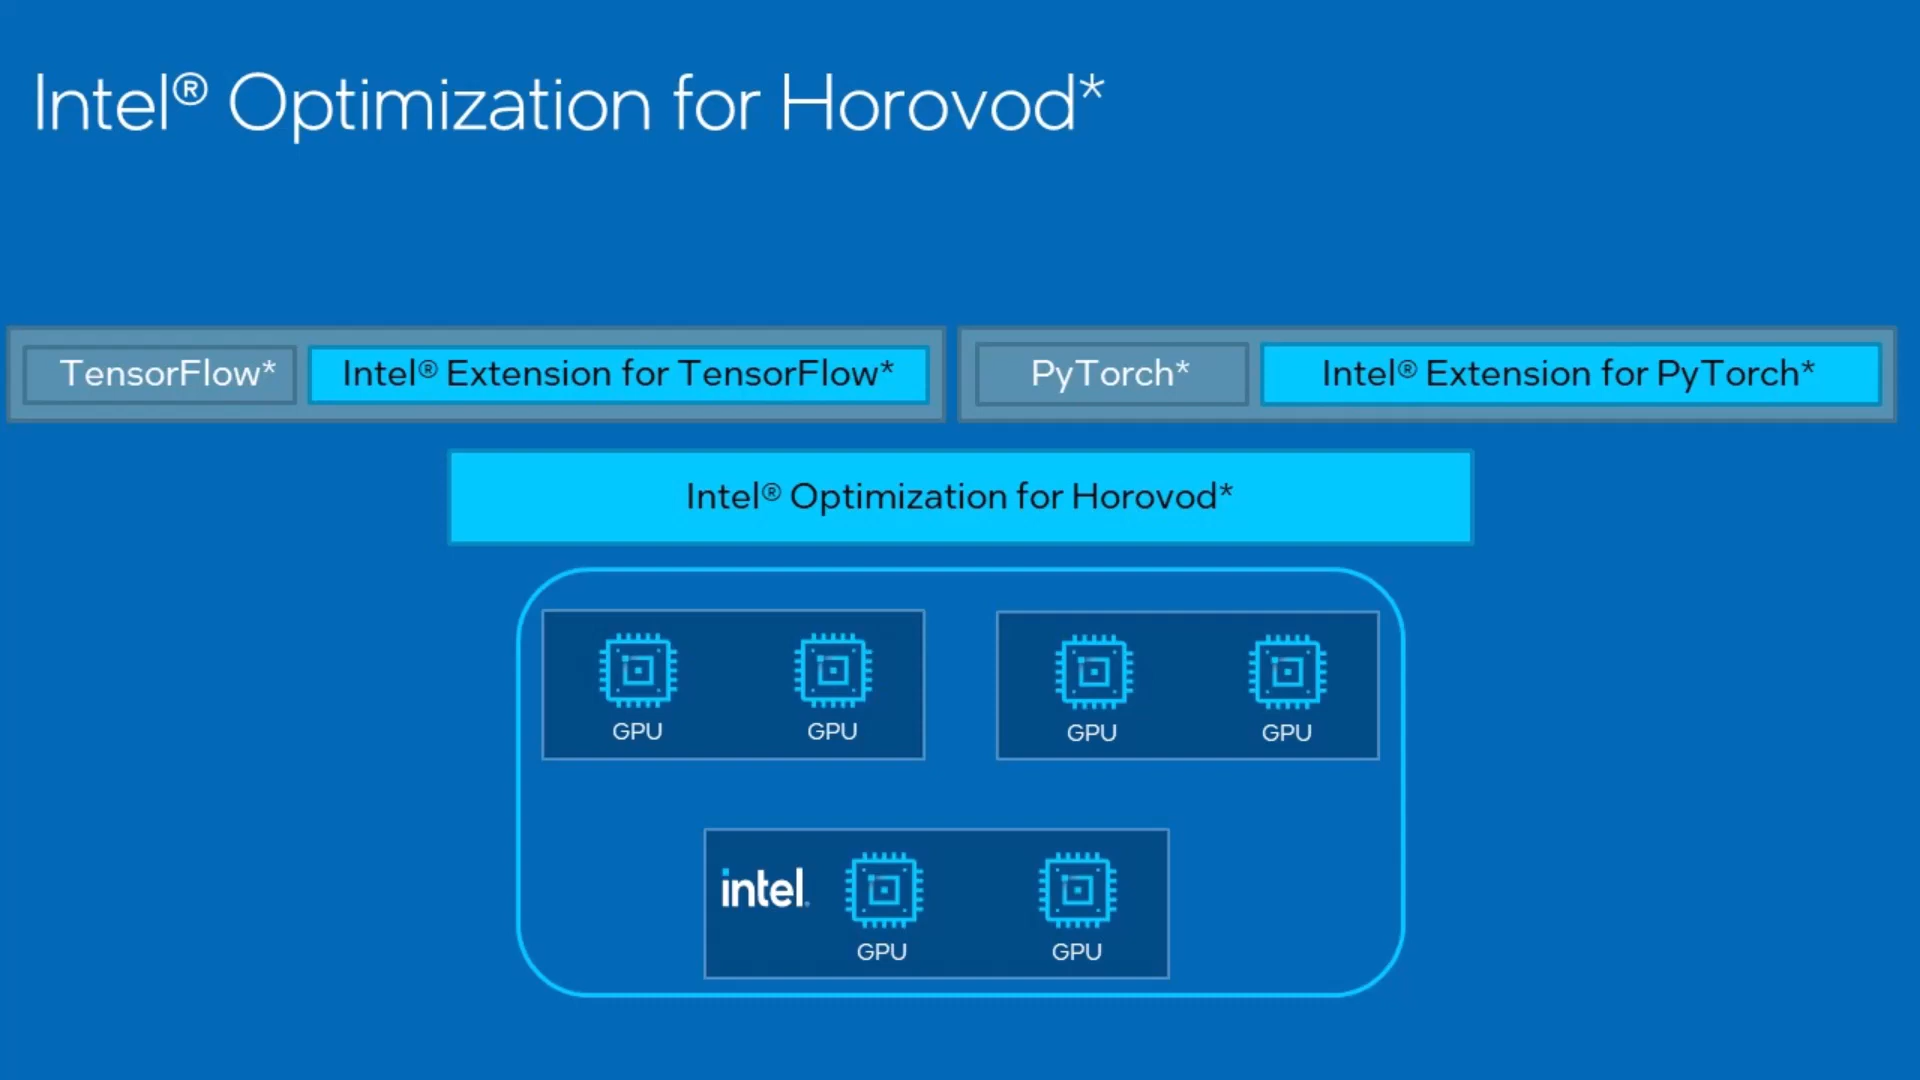 Intel® Optimization for Horovod*
TensorFlow*
Intel® Extension for TensorFlow*
PyTorch*
Intel® Extension for PyTorch*
Intel® Optimization for Horovod*
GPU
GPU
GPU
GPU
intel.
GPU
GPU